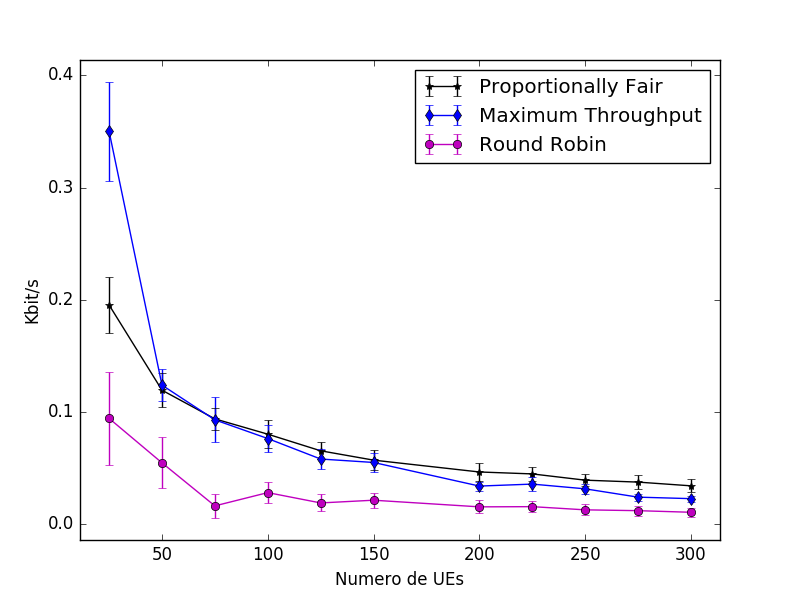 0.4
0.3
0.2
0.1
0.0
Kbit/s
50
100
150
200
250
300
Numero de UEs
Proportionally Fair
Maximum Throughput
Round Robin